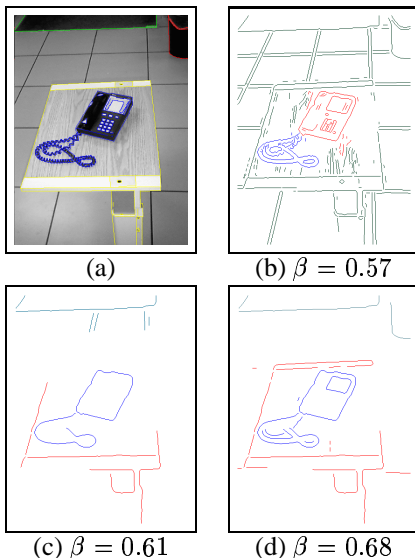 (a)
(b) β = 0.57
(c) β = 0.61
(d) β = 0.68